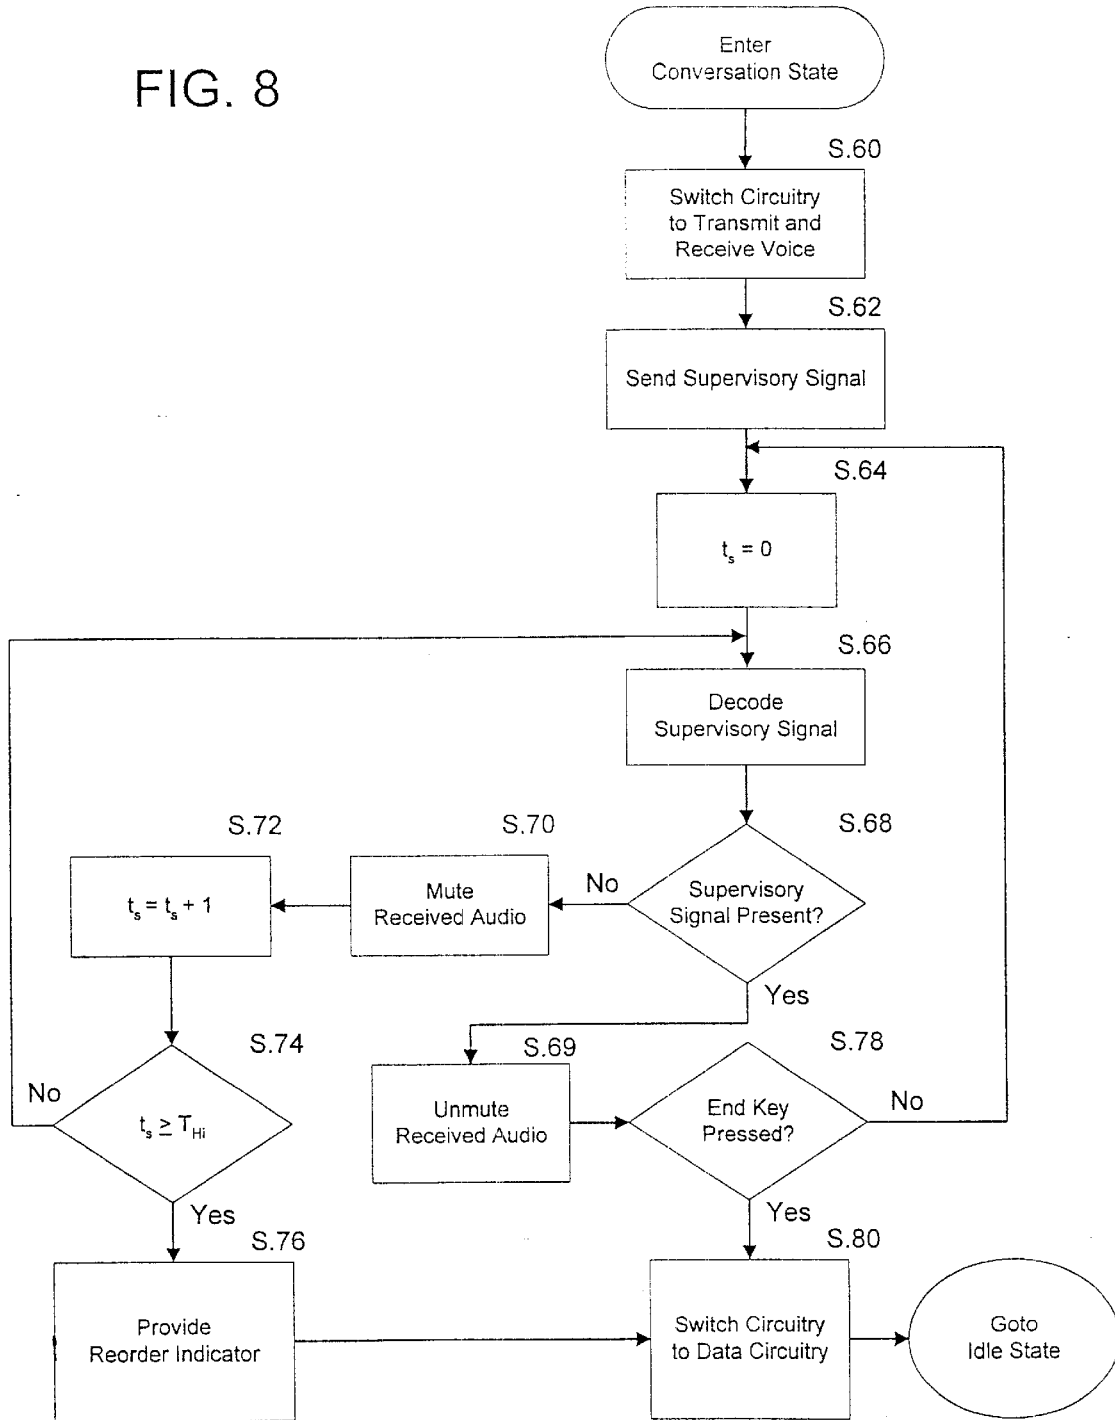 FIG. 8
Enter
Conversation State
S.60
Switch Circuitry
to Transmit and
Receive Voice
S.62
Send Supervisory Signal
S.64
tₛ = 0
S.66
Decode
Supervisory Signal
S.68
Supervisory
Signal Present?
No
Yes
S.70
Mute
Received Audio
S.72
tₛ = tₛ + 1
S.74
tₛ ≥ T_Hi
No
Yes
S.69
Unmute
Received Audio
S.78
End Key
Pressed?
No
Yes
S.76
Provide
Reorder Indicator
S.80
Switch Circuitry
to Data Circuitry
Goto
Idle State